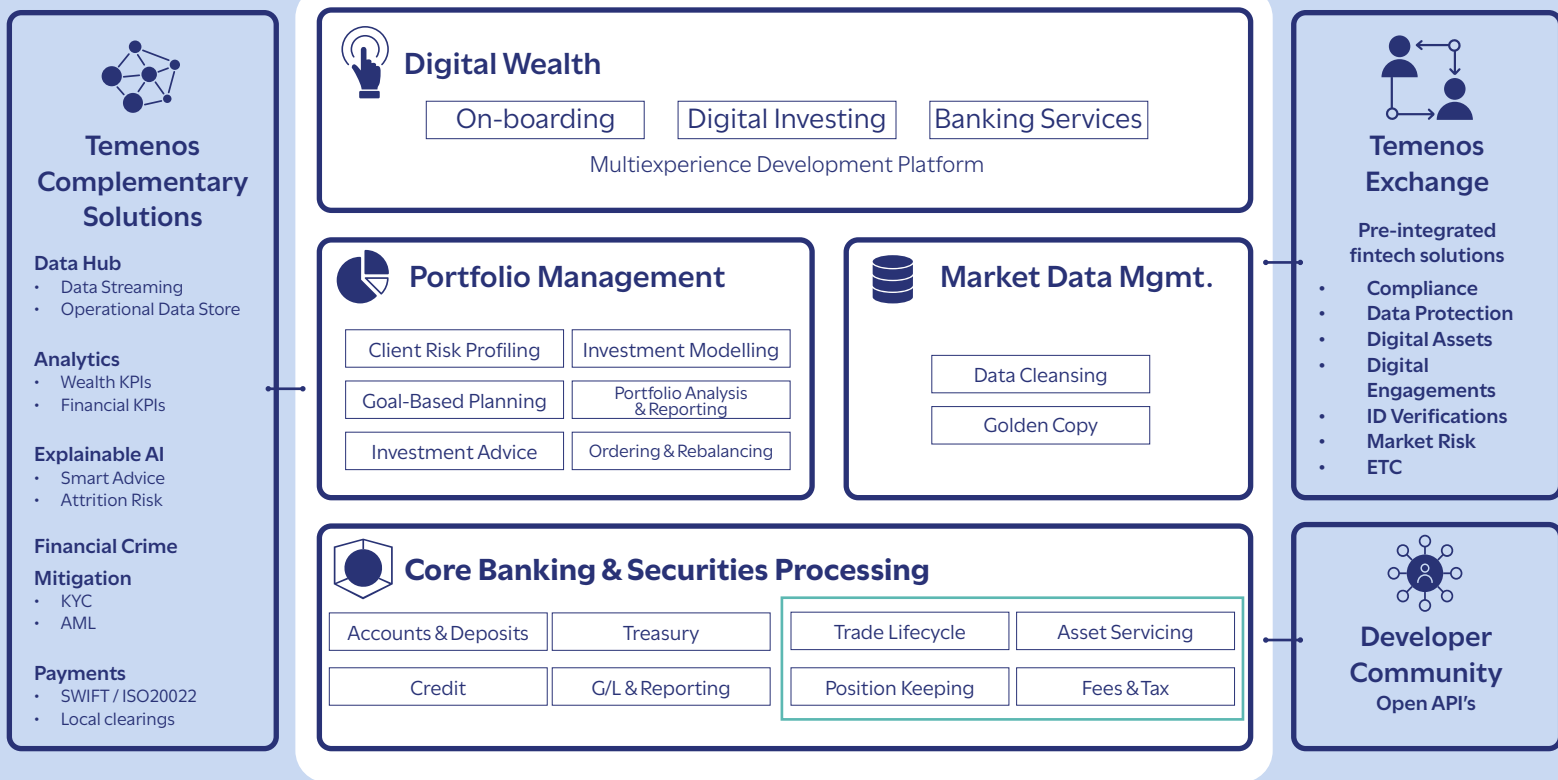 Temenos
Complementary
Solutions
Data Hub
• Data Streaming
• Operational Data Store
Analytics
• Wealth KPIs
• Financial KPIs
Explainable AI
• Smart Advice
• Attrition Risk
Financial Crime
Mitigation
• KYC
• AML
Payments
• SWIFT / ISO20022
• Local clearings
Digital Wealth
On-boarding
Digital Investing
Banking Services
Multiexperience Development Platform
Portfolio Management
Client Risk Profiling
Investment Modelling
Goal-Based Planning
Portfolio Analysis
& Reporting
Investment Advice
Ordering & Rebalancing
Market Data Mgmt.
Data Cleansing
Golden Copy
Core Banking & Securities Processing
Accounts & Deposits
Treasury
Trade Lifecycle
Asset Servicing
Credit
G/L & Reporting
Position Keeping
Fees & Tax
Temenos
Exchange
Pre-integrated
fintech solutions
• Compliance
• Data Protection
• Digital Assets
• Digital
Engagements
• ID Verifications
• Market Risk
• ETC
Developer
Community
Open API's